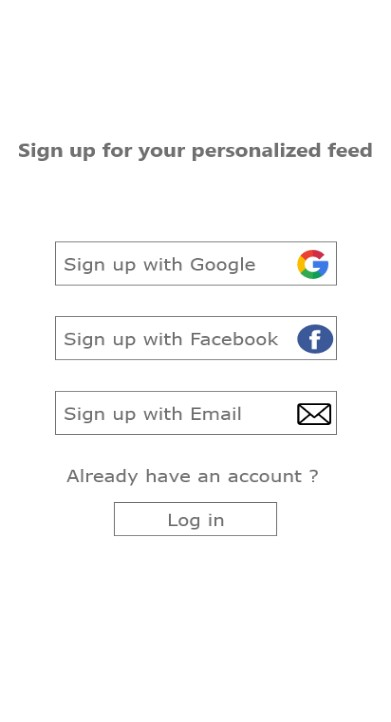 Sign up for your personalized feed
Sign up with Google
Sign up with Facebook
Sign up with Email
Already have an account ?
Log in